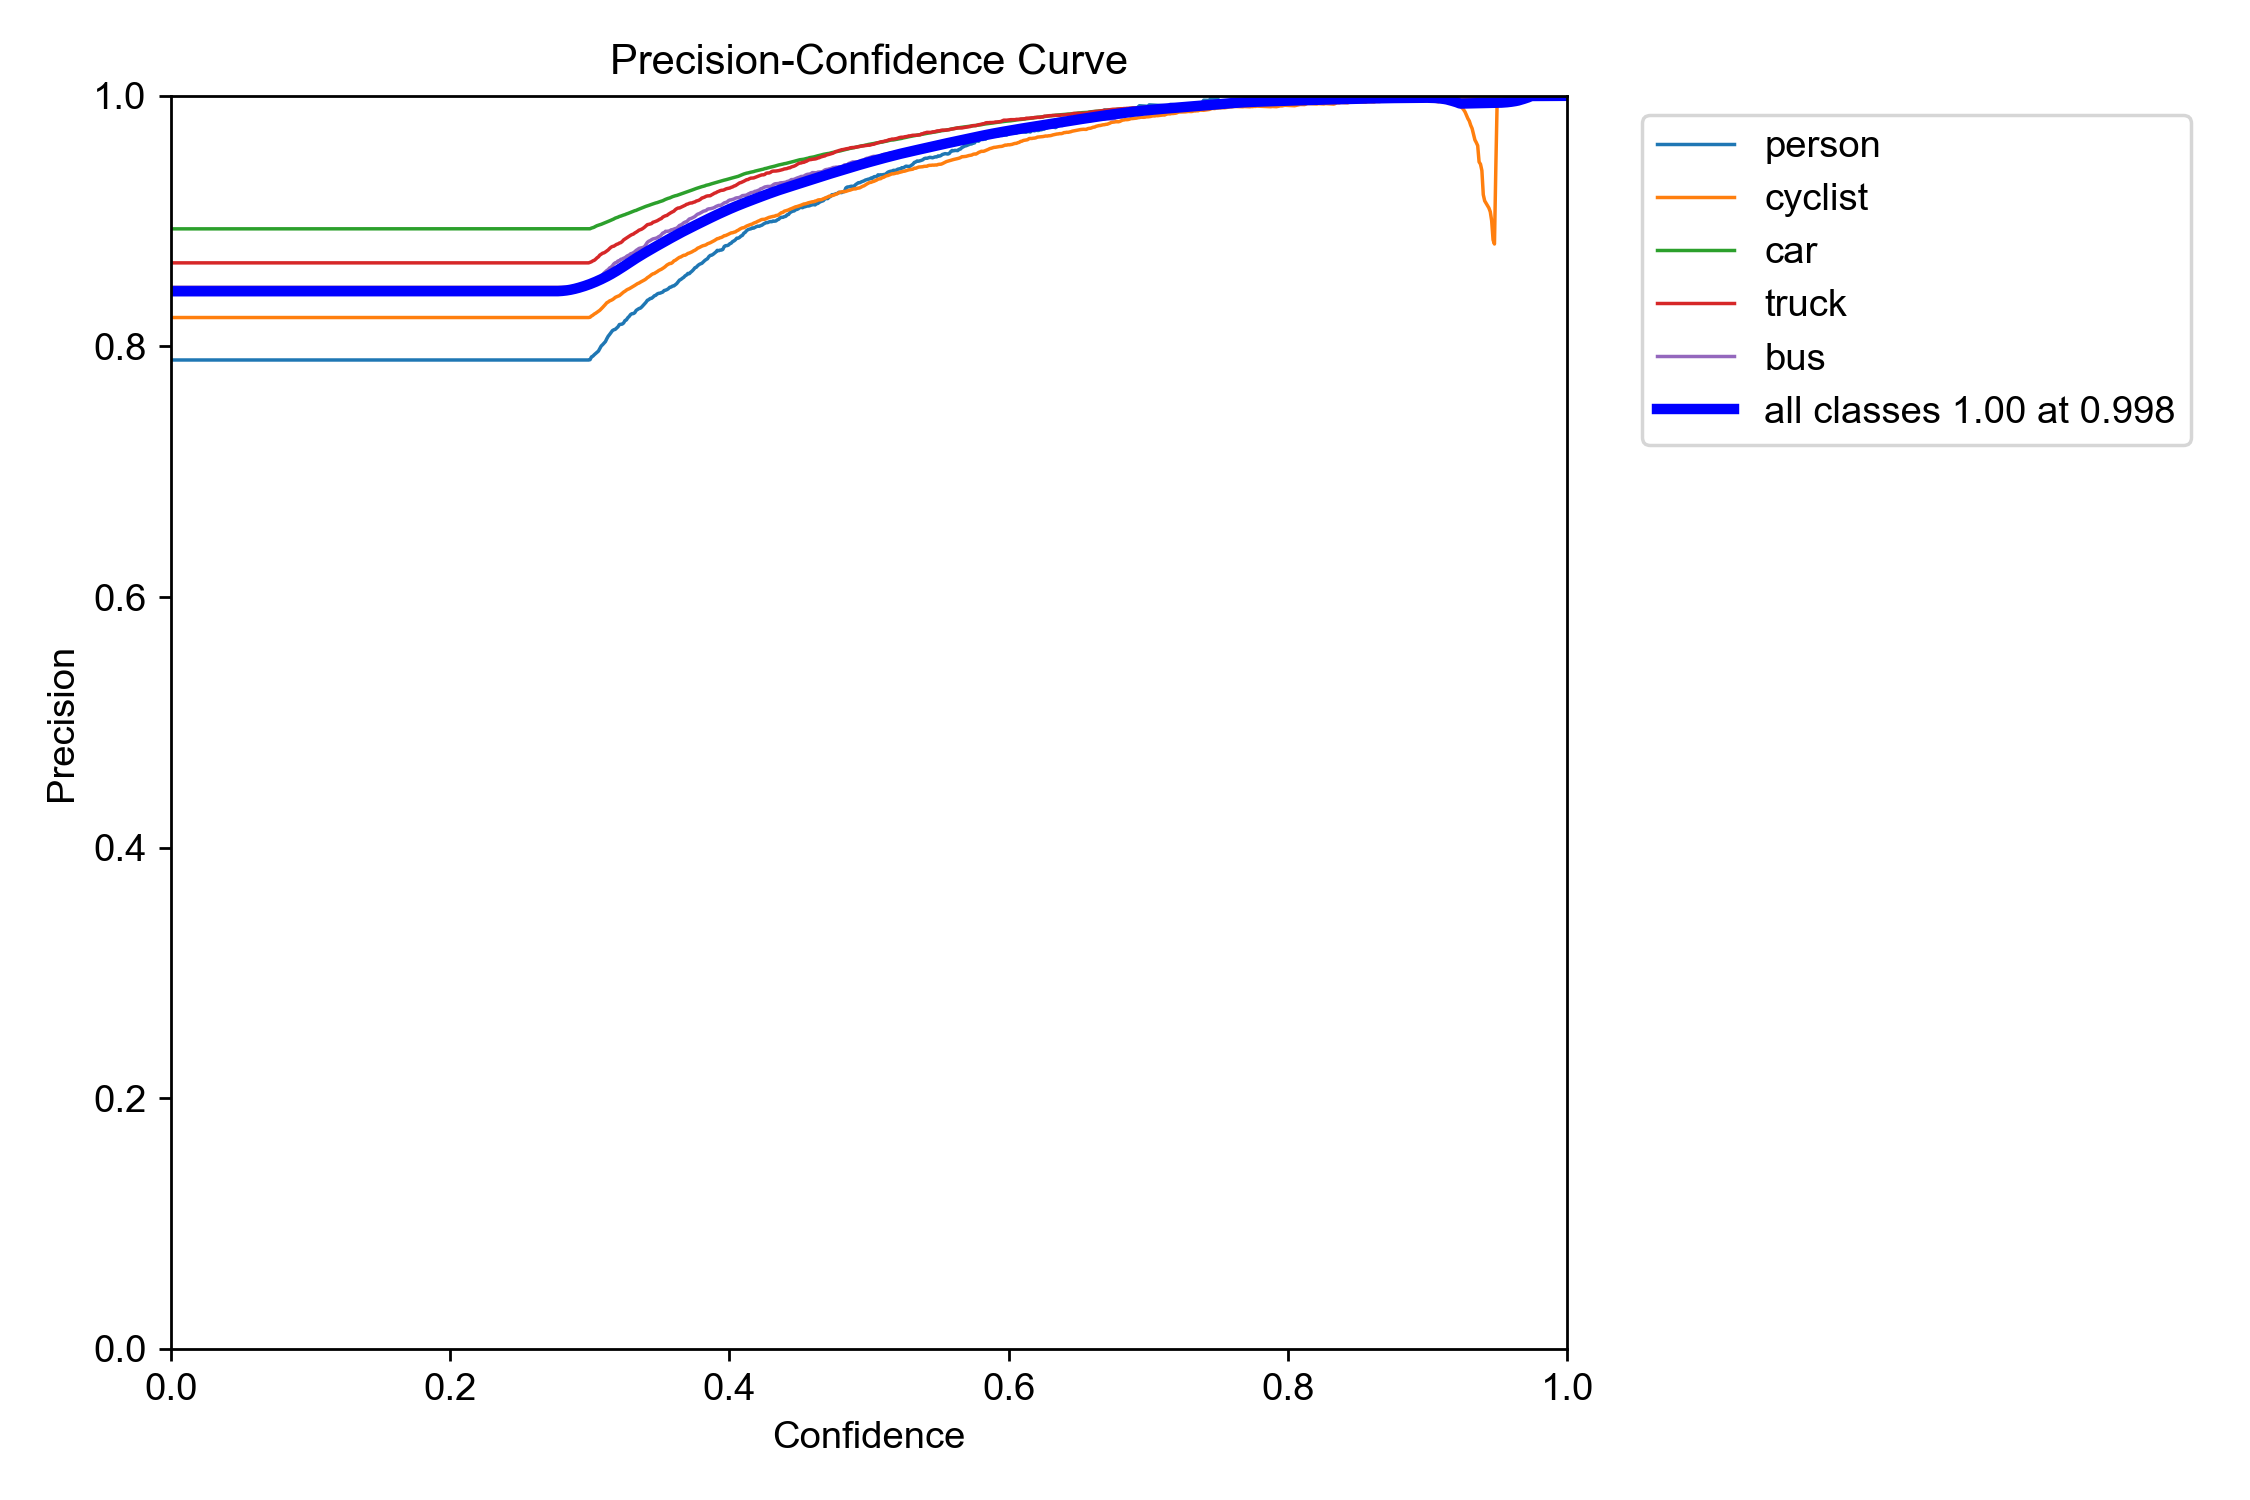 Precision-Confidence Curve
1.0
0.8
0.6
0.4
0.2
0.0
Precision
0.0 0.2 0.4 0.6 0.8 1.0
Confidence
person
cyclist
car
truck
bus
all classes 1.00 at 0.998